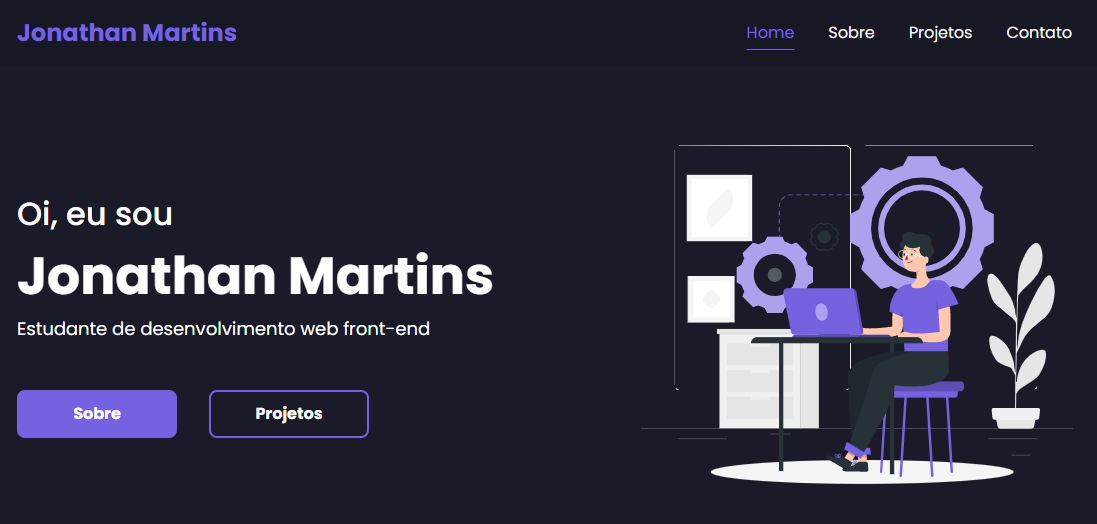 Jonathan Martins
Home Sobre Projetos Contato
Oi, eu sou
Jonathan Martins
Estudante de desenvolvimento web front-end
Sobre Projetos